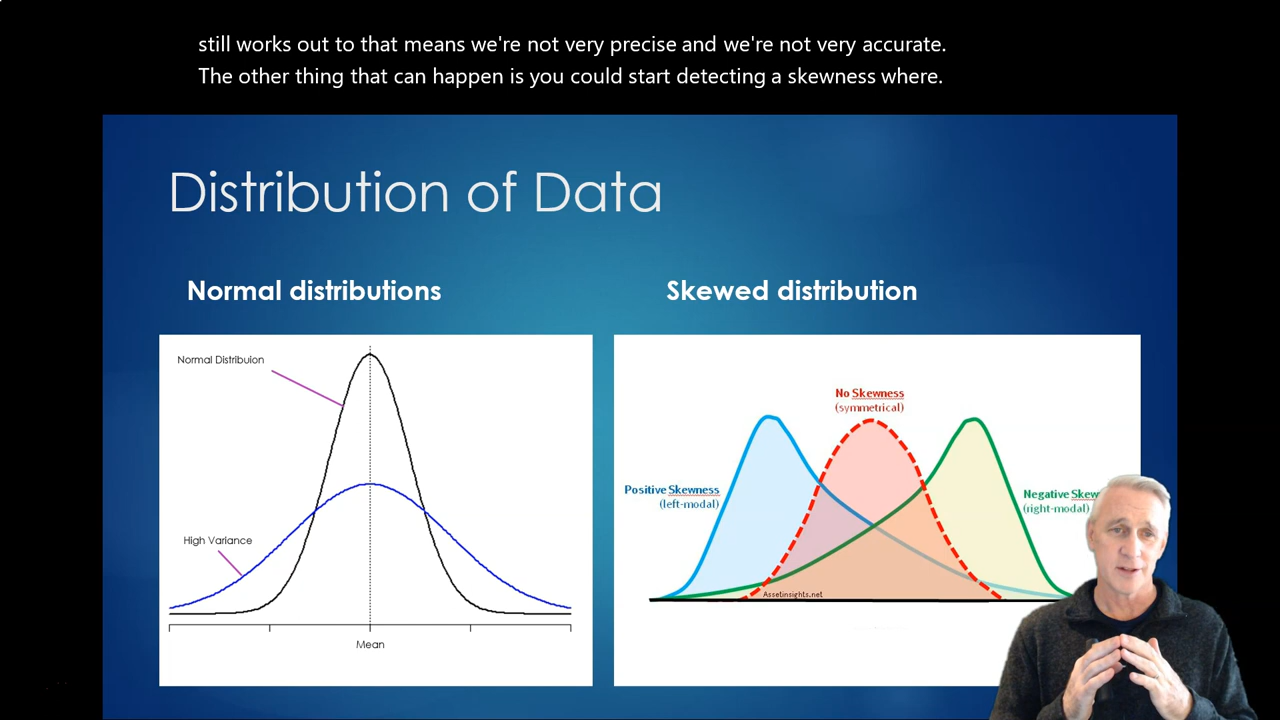 still works out to that means we're not very precise and we're not very accurate.
The other thing that can happen is you could start detecting a skewness where.
Distribution of Data
Normal distributions
Skewed distribution
Normal Distribuion
High Variance
Mean
No Skewness
(symmetrical)
Positive Skewness
(left-modal)
Negative Skew
(right-modal)
Assetinsights.net